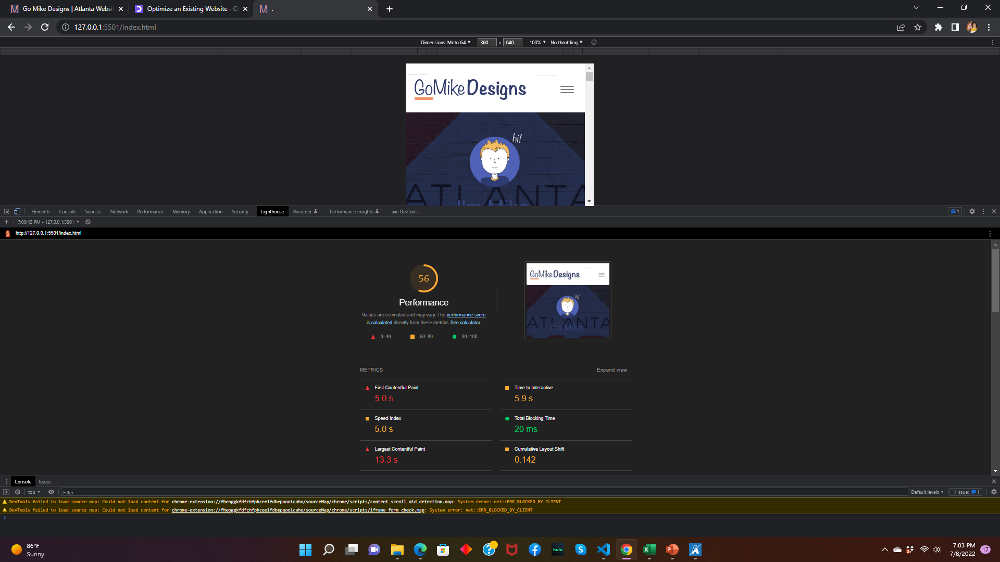 Go Mike Designs | Atlanta Websi
Optimize an Existing Website - O
.
127.0.0.1:5501/index.html
Dimensions: Moto G4 360 × 640 100% No throttling
GoMikeDesigns
hi!
ATLANTA
I'm Mike
Elements Console Sources Network Performance Memory Application Security Lighthouse Recorder Performance insights axe DevTools 1
7:00:42 PM - 127.0.0.1:5501
http://127.0.0.1:5501/index.html
56
Performance
Values are estimated and may vary. The performance score
is calculated directly from these metrics. See calculator.
0–49 50–89 90–100
GoMikeDesigns
hi!
ATLANTA
I'm Mike.
METRICS Expand view
First Contentful Paint
5.0 s
Time to Interactive
5.9 s
Speed Index
5.0 s
Total Blocking Time
20 ms
Largest Contentful Paint
13.3 s
Cumulative Layout Shift
0.142
Console Issues
top Filter Default levels 1 Issue: 1
DevTools failed to load source map: Could not load content for chrome-extension://fheoggkfdfchfphceeifdbepaooicaho/sourceMap/chrome/scripts/content_scroll_mid_detection.map: System error: net::ERR_BLOCKED_BY_CLIENT
DevTools failed to load source map: Could not load content for chrome-extension://fheoggkfdfchfphceeifdbepaooicaho/sourceMap/chrome/scripts/iframe_form_check.map: System error: net::ERR_BLOCKED_BY_CLIENT
86°F
Sunny
hulu
7:03 PM
7/8/2022
17